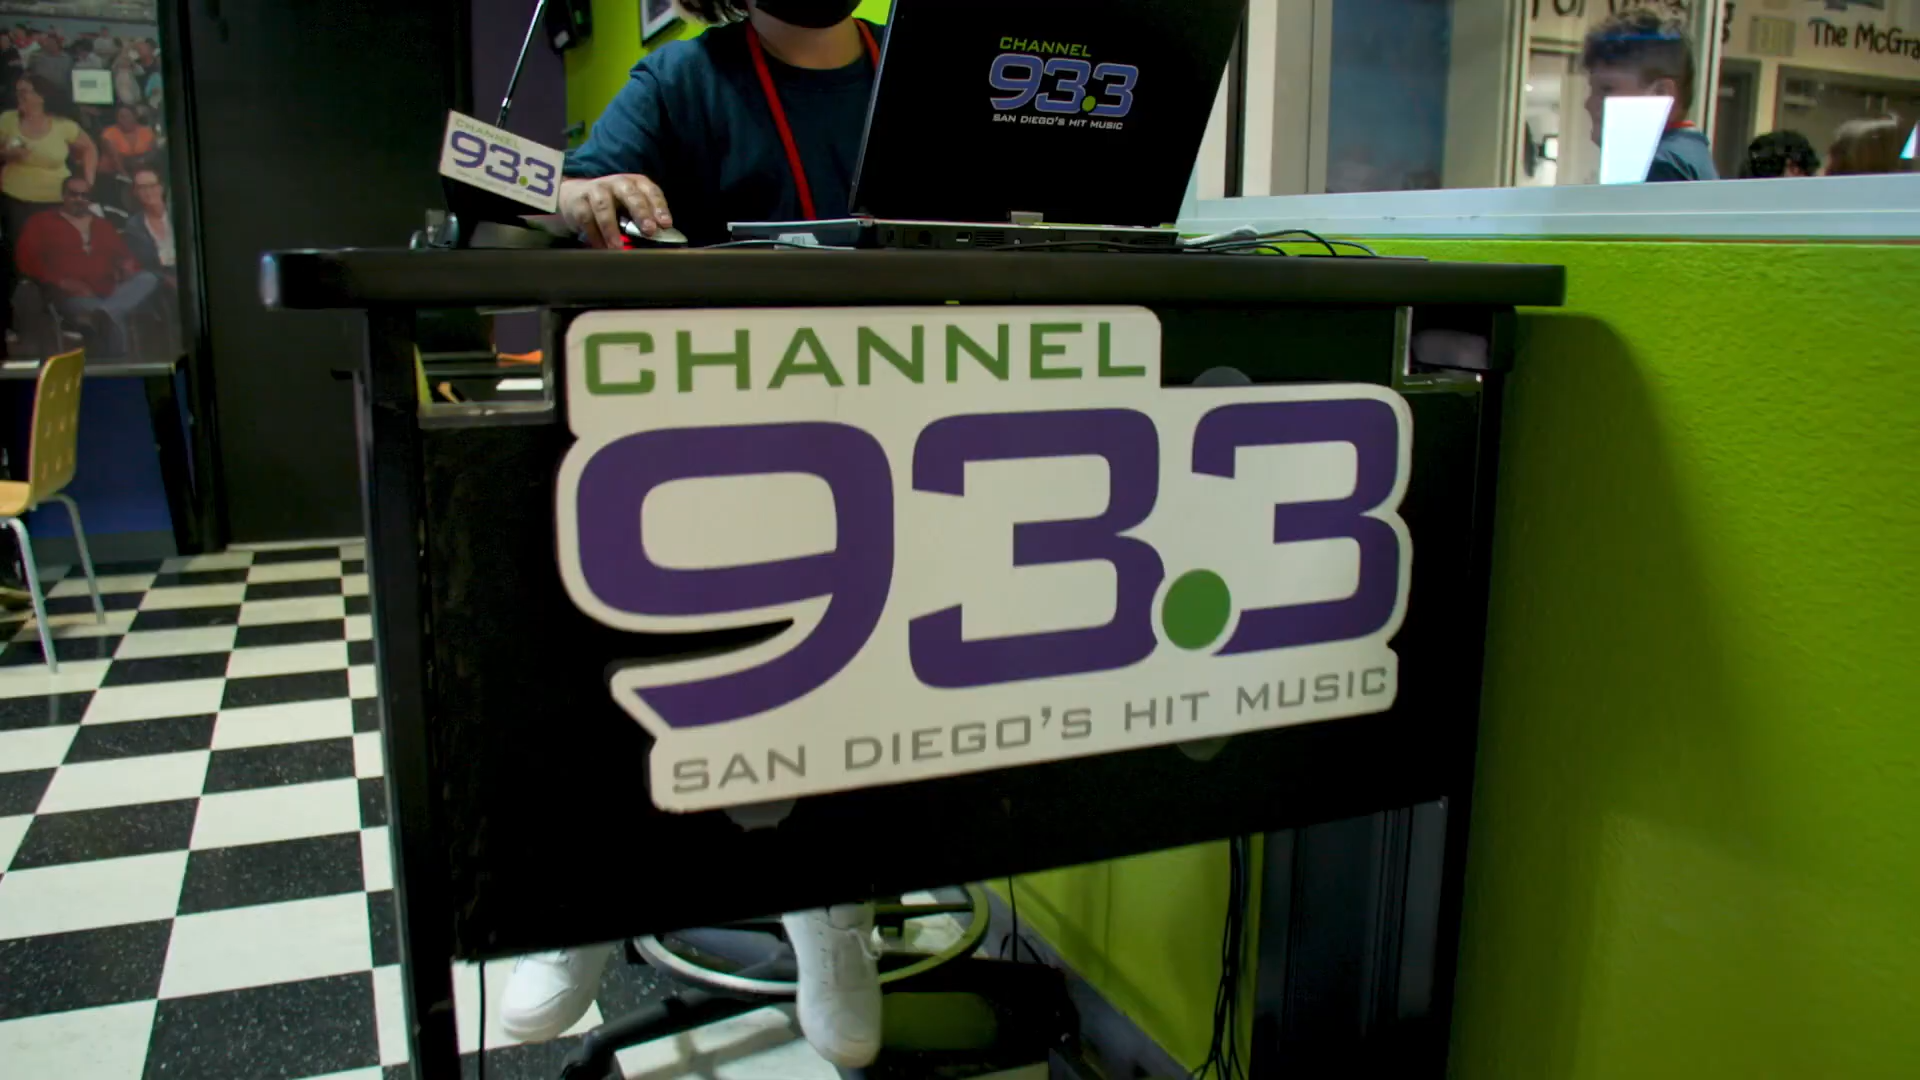 The McGra
CHANNEL
93.3
SAN DIEGO'S HIT MUSIC
CHANNEL
93.3
CHANNEL
93.3
SAN DIEGO'S HIT MUSIC